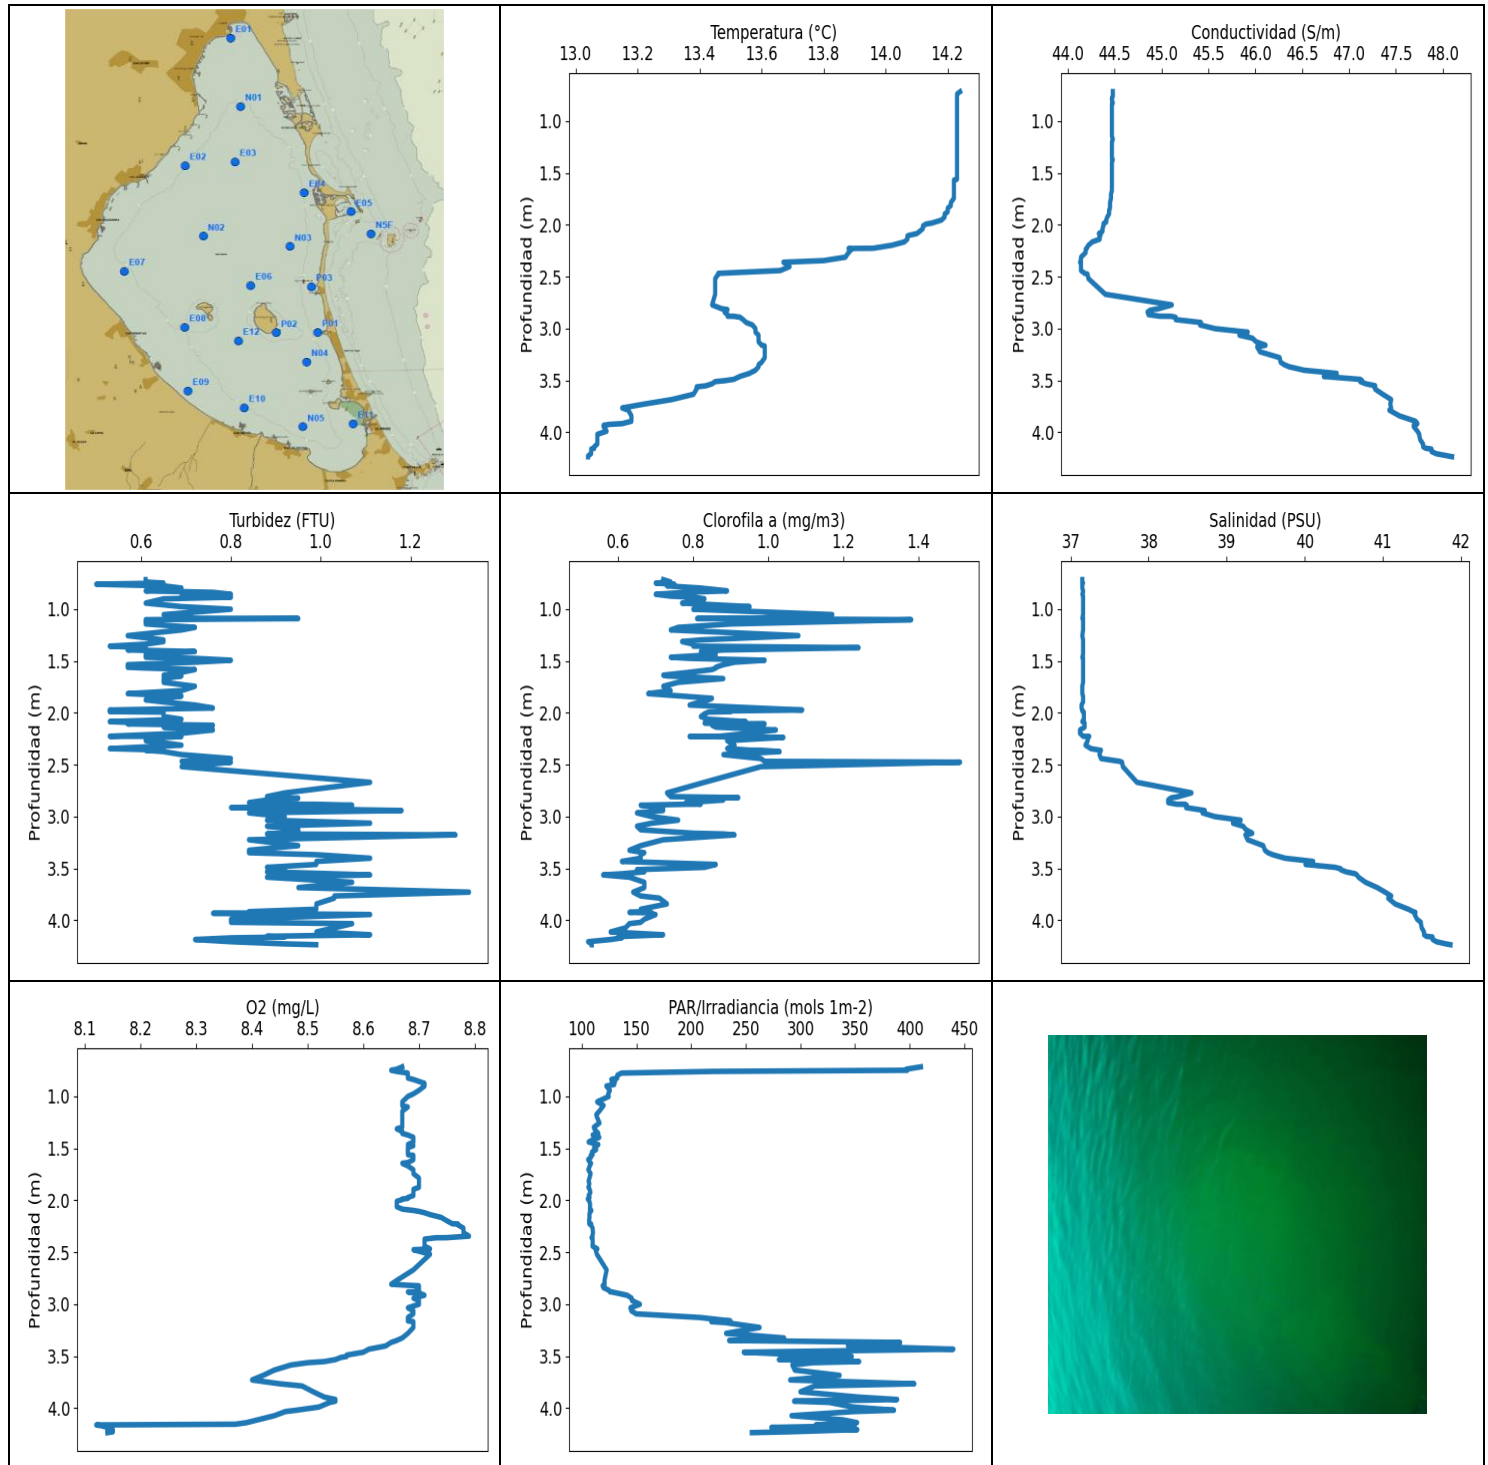 E01
N01
E02
E03
E04
E05
N5F
N02
N03
E07
E06
P03
E08
P02
P01
E12
N04
E09
E10
N05
E11
Temperatura (°C)
13.0 13.2 13.4 13.6 13.8 14.0 14.2
Profundidad (m)
1.0
1.5
2.0
2.5
3.0
3.5
4.0
Conductividad (S/m)
44.0 44.5 45.0 45.5 46.0 46.5 47.0 47.5 48.0
Profundidad (m)
1.0
1.5
2.0
2.5
3.0
3.5
4.0
Turbidez (FTU)
0.6 0.8 1.0 1.2
Profundidad (m)
1.0
1.5
2.0
2.5
3.0
3.5
4.0
Clorofila a (mg/m3)
0.6 0.8 1.0 1.2 1.4
Profundidad (m)
1.0
1.5
2.0
2.5
3.0
3.5
4.0
Salinidad (PSU)
37 38 39 40 41 42
Profundidad (m)
1.0
1.5
2.0
2.5
3.0
3.5
4.0
O2 (mg/L)
8.1 8.2 8.3 8.4 8.5 8.6 8.7 8.8
Profundidad (m)
1.0
1.5
2.0
2.5
3.0
3.5
4.0
PAR/Irradiancia (mols 1m-2)
100 150 200 250 300 350 400 450
Profundidad (m)
1.0
1.5
2.0
2.5
3.0
3.5
4.0